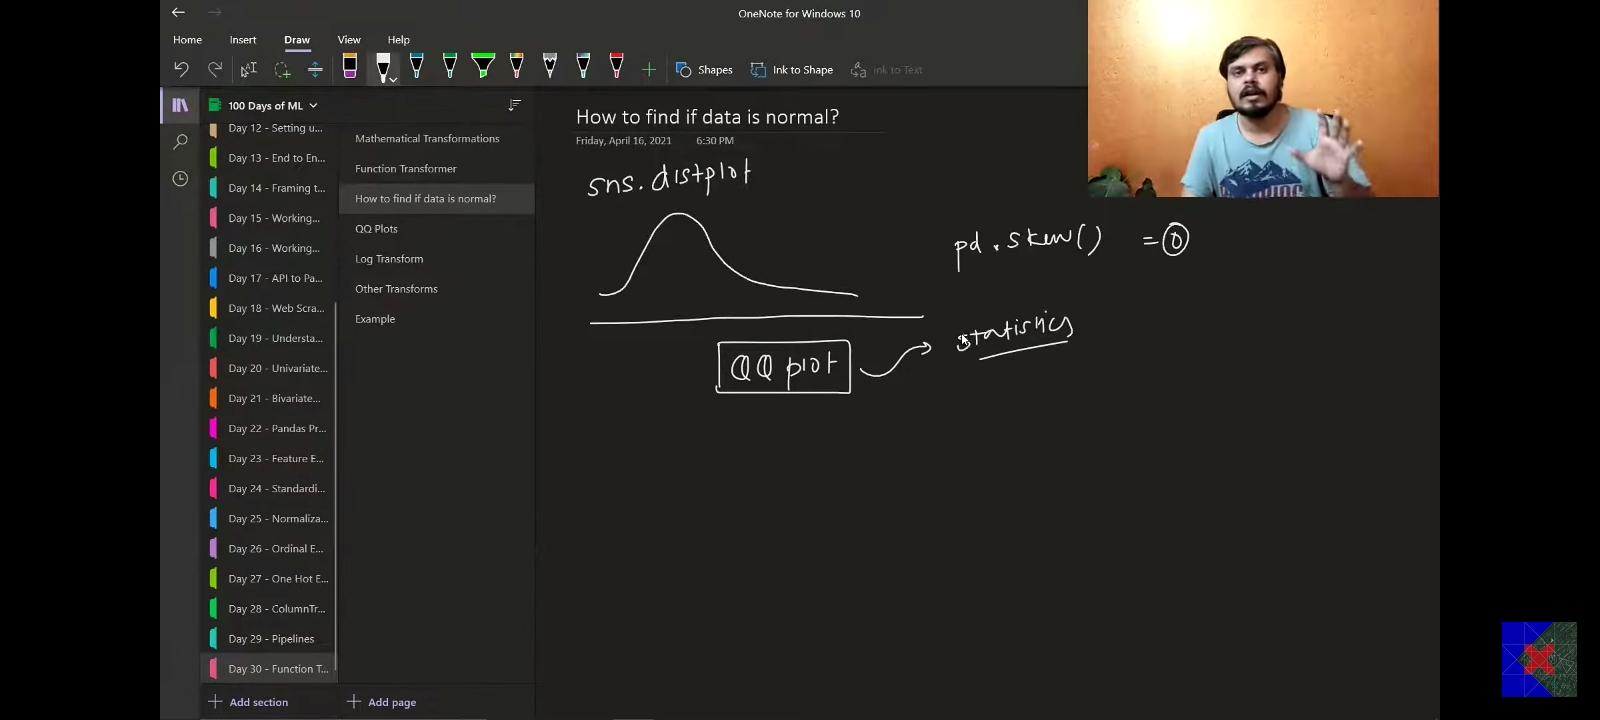 OneNote for Windows 10
Home Insert Draw View Help
Shapes Ink to Shape Ink to Text
100 Days of ML
Day 12 - Setting u...
Day 13 - End to En...
Day 14 - Framing t...
Day 15 - Working...
Day 16 - Working...
Day 17 - API to Pa...
Day 18 - Web Scra...
Day 19 - Understa...
Day 20 - Univariate...
Day 21 - Bivariate...
Day 22 - Pandas Pr...
Day 23 - Feature E...
Day 24 - Standardi...
Day 25 - Normaliza...
Day 26 - Ordinal E...
Day 27 - One Hot E...
Day 28 - ColumnTr...
Day 29 - Pipelines
Day 30 - Function T...
Add section
Mathematical Transformations
Function Transformer
How to find if data is normal?
QQ Plots
Log Transform
Other Transforms
Example
Add page
How to find if data is normal?
Friday, April 16, 2021 6:30 PM
sns.distplot
pd.skew() = 0
QQ plot
statistics